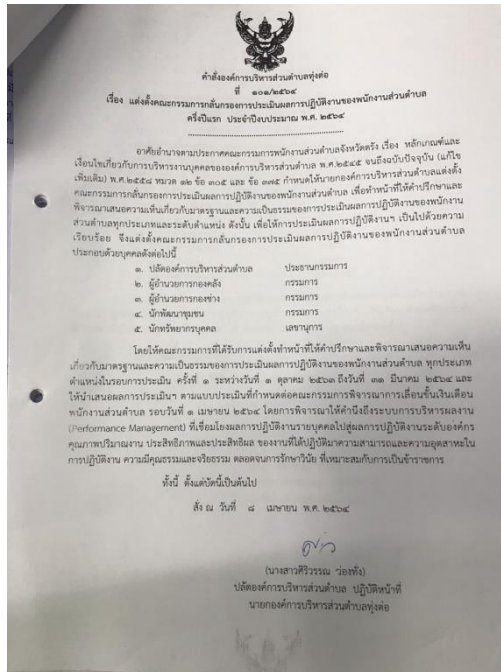 คำสั่งองค์การบริหารส่วนตำบลทุ่งต่อ
ที่ ๑๐๑/๒๕๖๔
เรื่อง แต่งตั้งคณะกรรมการกลั่นกรองการประเมินผลการปฏิบัติงานของพนักงานส่วนตำบล
ครึ่งปีแรก ประจำปีงบประมาณ พ.ศ. ๒๕๖๔
อาศัยอำนาจตามประกาศคณะกรรมการพนักงานส่วนตำบลจังหวัดตรัง เรื่อง หลักเกณฑ์และ
เงื่อนไขเกี่ยวกับการบริหารงานบุคคลขององค์การบริหารส่วนตำบล พ.ศ.๒๕๔๕ จนถึงฉบับปัจจุบัน (แก้ไข
เพิ่มเติม) พ.ศ.๒๕๕๘ หมวด ๑๒ ข้อ ๓๐๕ และ ข้อ ๓๗๕ กำหนดให้นายกองค์การบริหารส่วนตำบลแต่งตั้ง
คณะกรรมการกลั่นกรองการประเมินผลการปฏิบัติงานของพนักงานส่วนตำบล เพื่อทำหน้าที่ให้คำปรึกษาและ
พิจารณาเสนอความเห็นเกี่ยวกับมาตรฐานและความเป็นธรรมของการประเมินผลการปฏิบัติงานของพนักงาน
ส่วนตำบลทุกประเภทและระดับตำแหน่ง ดังนั้น เพื่อให้การประเมินผลการปฏิบัติงานฯ เป็นไปด้วยความ
เรียบร้อย จึงแต่งตั้งคณะกรรมการกลั่นกรองการประเมินผลการปฏิบัติงานของพนักงานส่วนตำบล
ประกอบด้วยบุคคลดังต่อไปนี้
๑. ปลัดองค์การบริหารส่วนตำบล ประธานกรรมการ
๒. ผู้อำนวยการกองคลัง กรรมการ
๓. ผู้อำนวยการกองช่าง กรรมการ
๔. นักพัฒนาชุมชน กรรมการ
๕. นักทรัพยากรบุคคล เลขานุการ
โดยให้คณะกรรมการที่ได้รับการแต่งตั้งทำหน้าที่ให้คำปรึกษาและพิจารณาเสนอความเห็น
เกี่ยวกับมาตรฐานและความเป็นธรรมของการประเมินผลการปฏิบัติงานของพนักงานส่วนตำบล ทุกประเภท
ตำแหน่งในรอบการประเมิน ครั้งที่ ๑ ระหว่างวันที่ ๑ ตุลาคม ๒๕๖๓ ถึงวันที่ ๓๑ มีนาคม ๒๕๖๔ และ
ให้นำเสนอผลการประเมินฯ ตามแบบประเมินที่กำหนดต่อคณะกรรมการพิจารณาการเลื่อนขั้นเงินเดือน
พนักงานส่วนตำบล รอบวันที่ ๑ เมษายน ๒๕๖๔ โดยการพิจารณาให้คำนึงถึงระบบการบริหารผลงาน
(Performance Management) ที่เชื่อมโยงผลการปฏิบัติงานรายบุคคลไปสู่ผลการปฏิบัติงานระดับองค์กร
คุณภาพปริมาณงาน ประสิทธิภาพและประสิทธิผล ของงานที่ได้ปฏิบัติมาความสามารถและความอุตสาหะใน
การปฏิบัติงาน ความมีคุณธรรมและจริยธรรม ตลอดจนการรักษาวินัย ที่เหมาะสมกับการเป็นข้าราชการ
ทั้งนี้ ตั้งแต่บัดนี้เป็นต้นไป
สั่ง ณ วันที่ ๘ เมษายน พ.ศ. ๒๕๖๔
(นางสาวศิริวรรณ ว่องทั่ง)
ปลัดองค์การบริหารส่วนตำบล ปฏิบัติหน้าที่
นายกองค์การบริหารส่วนตำบลทุ่งต่อ